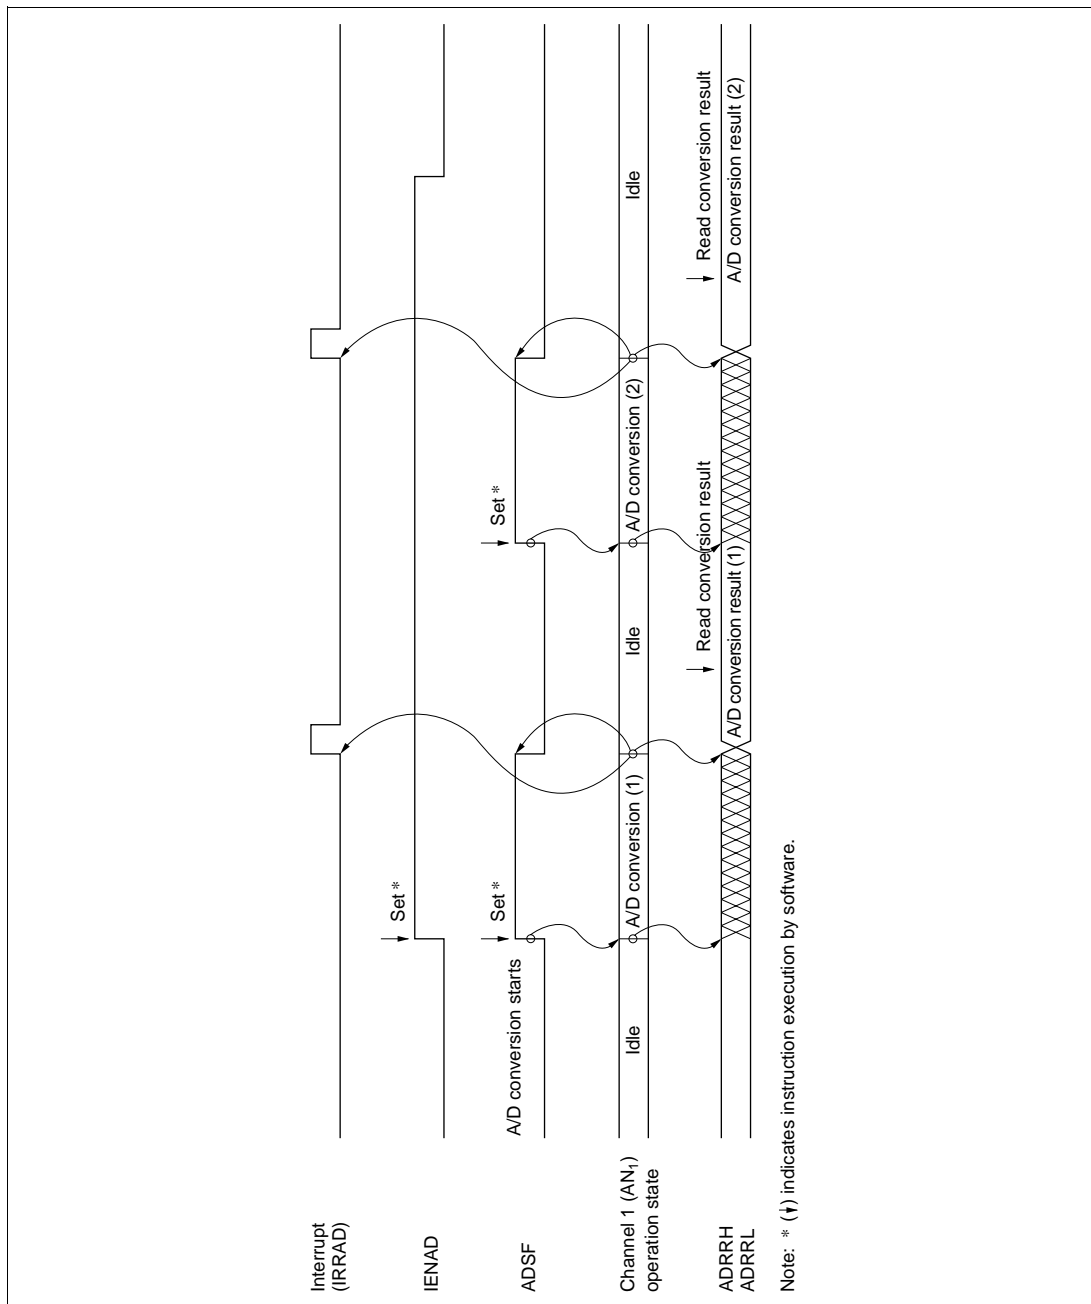 Interrupt
(IRRAD)
IENAD
Set *
ADSF
A/D conversion starts
Set *
Set *
Channel 1 (AN1)
operation state
Idle
A/D conversion (1)
Idle
A/D conversion (2)
Idle
Read conversion result
Read conversion result
ADRRH
ADRRL
A/D conversion result (1)
A/D conversion result (2)
Note: * (↓) indicates instruction execution by software.